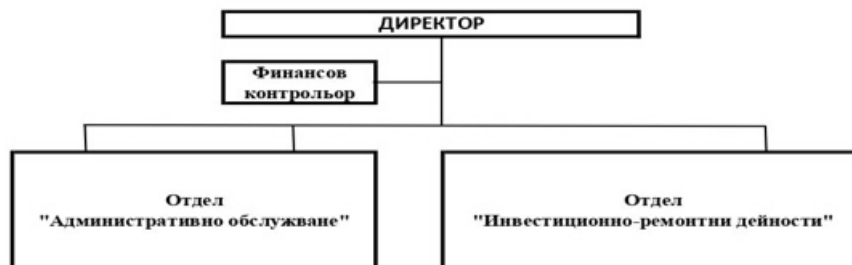 ДИРЕКТОР
Финансов
контрольор
Отдел
"Административно обслужване"
Отдел
"Инвестиционно-ремонтни дейности"